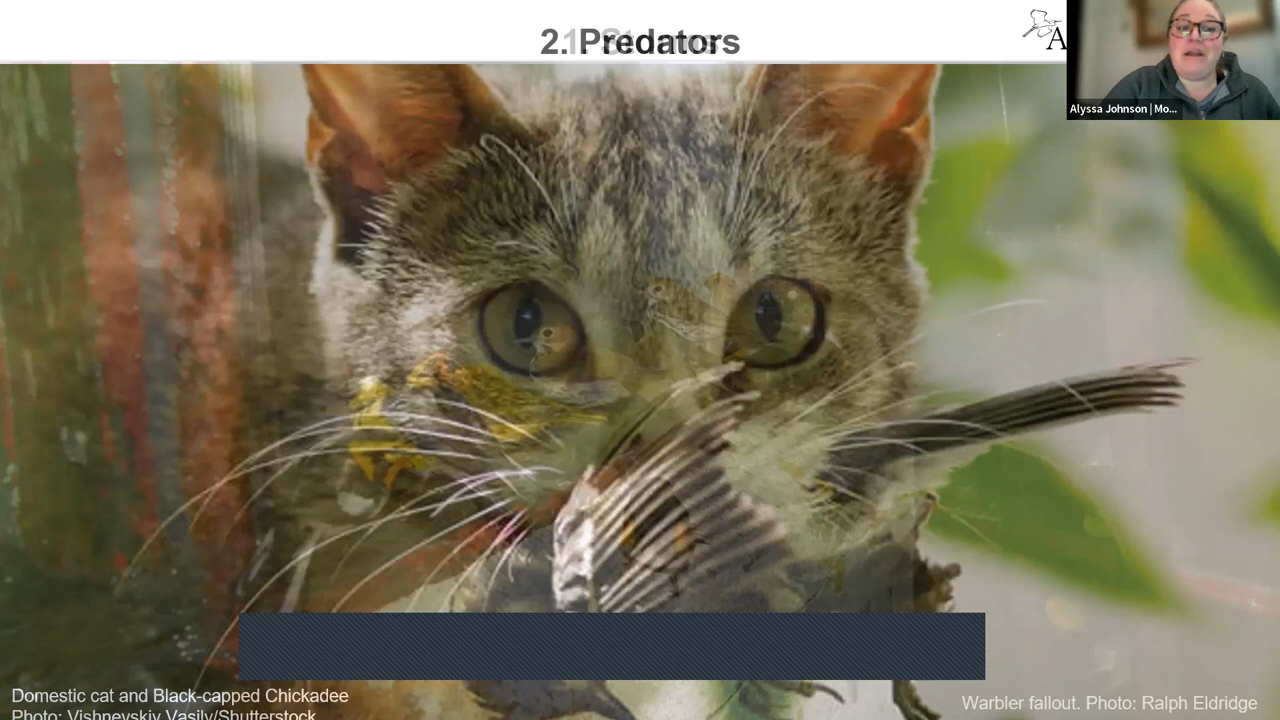 2. Predators
A
Alyssa Johnson | Mo...
Domestic cat and Black-capped Chickadee
Photo: Vishnevskiy Vasily/Shutterstock
Warbler fallout. Photo: Ralph Eldridge